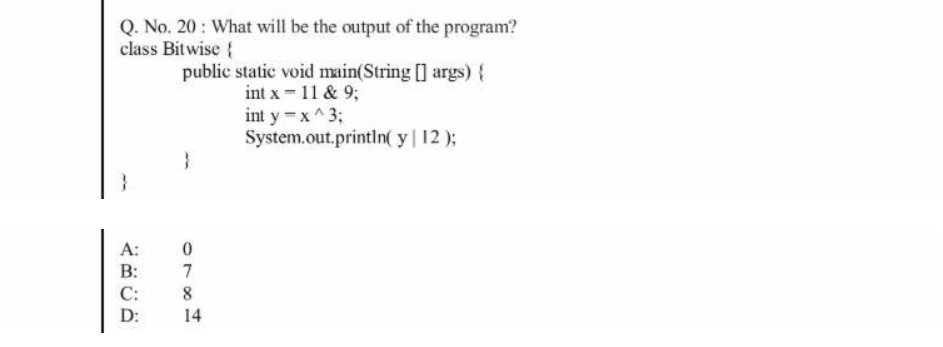 Q. No. 20 : What will be the output of the program?
class Bitwise {
public static void main(String [] args) {
int x = 11 & 9;
int y = x ^ 3;
System.out.println( y | 12 );
}
}
A: 0
B: 7
C: 8
D: 14